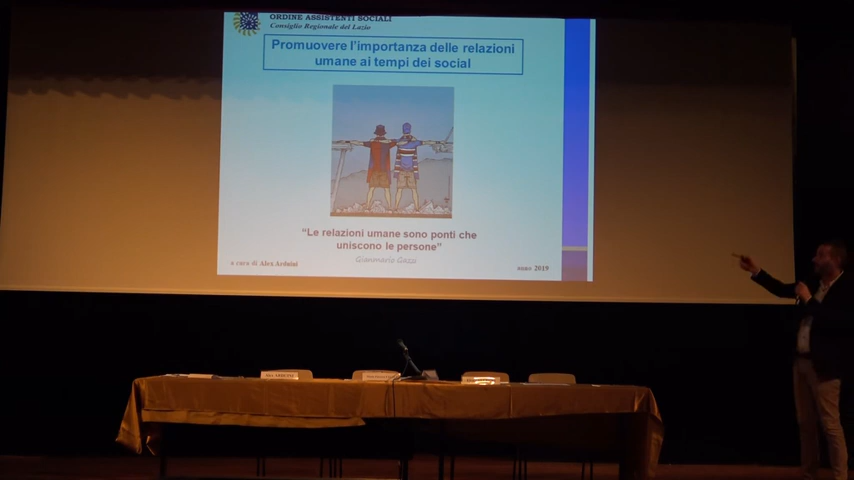 ORDINE ASSISTENTI SOCIALI
Consiglio Regionale del Lazio
Promuovere l'importanza delle relazioni
umane ai tempi dei social
"Le relazioni umane sono ponti che
uniscono le persone"
Gianmario Gazzi
a cura di Alex Arduini
anno 2019